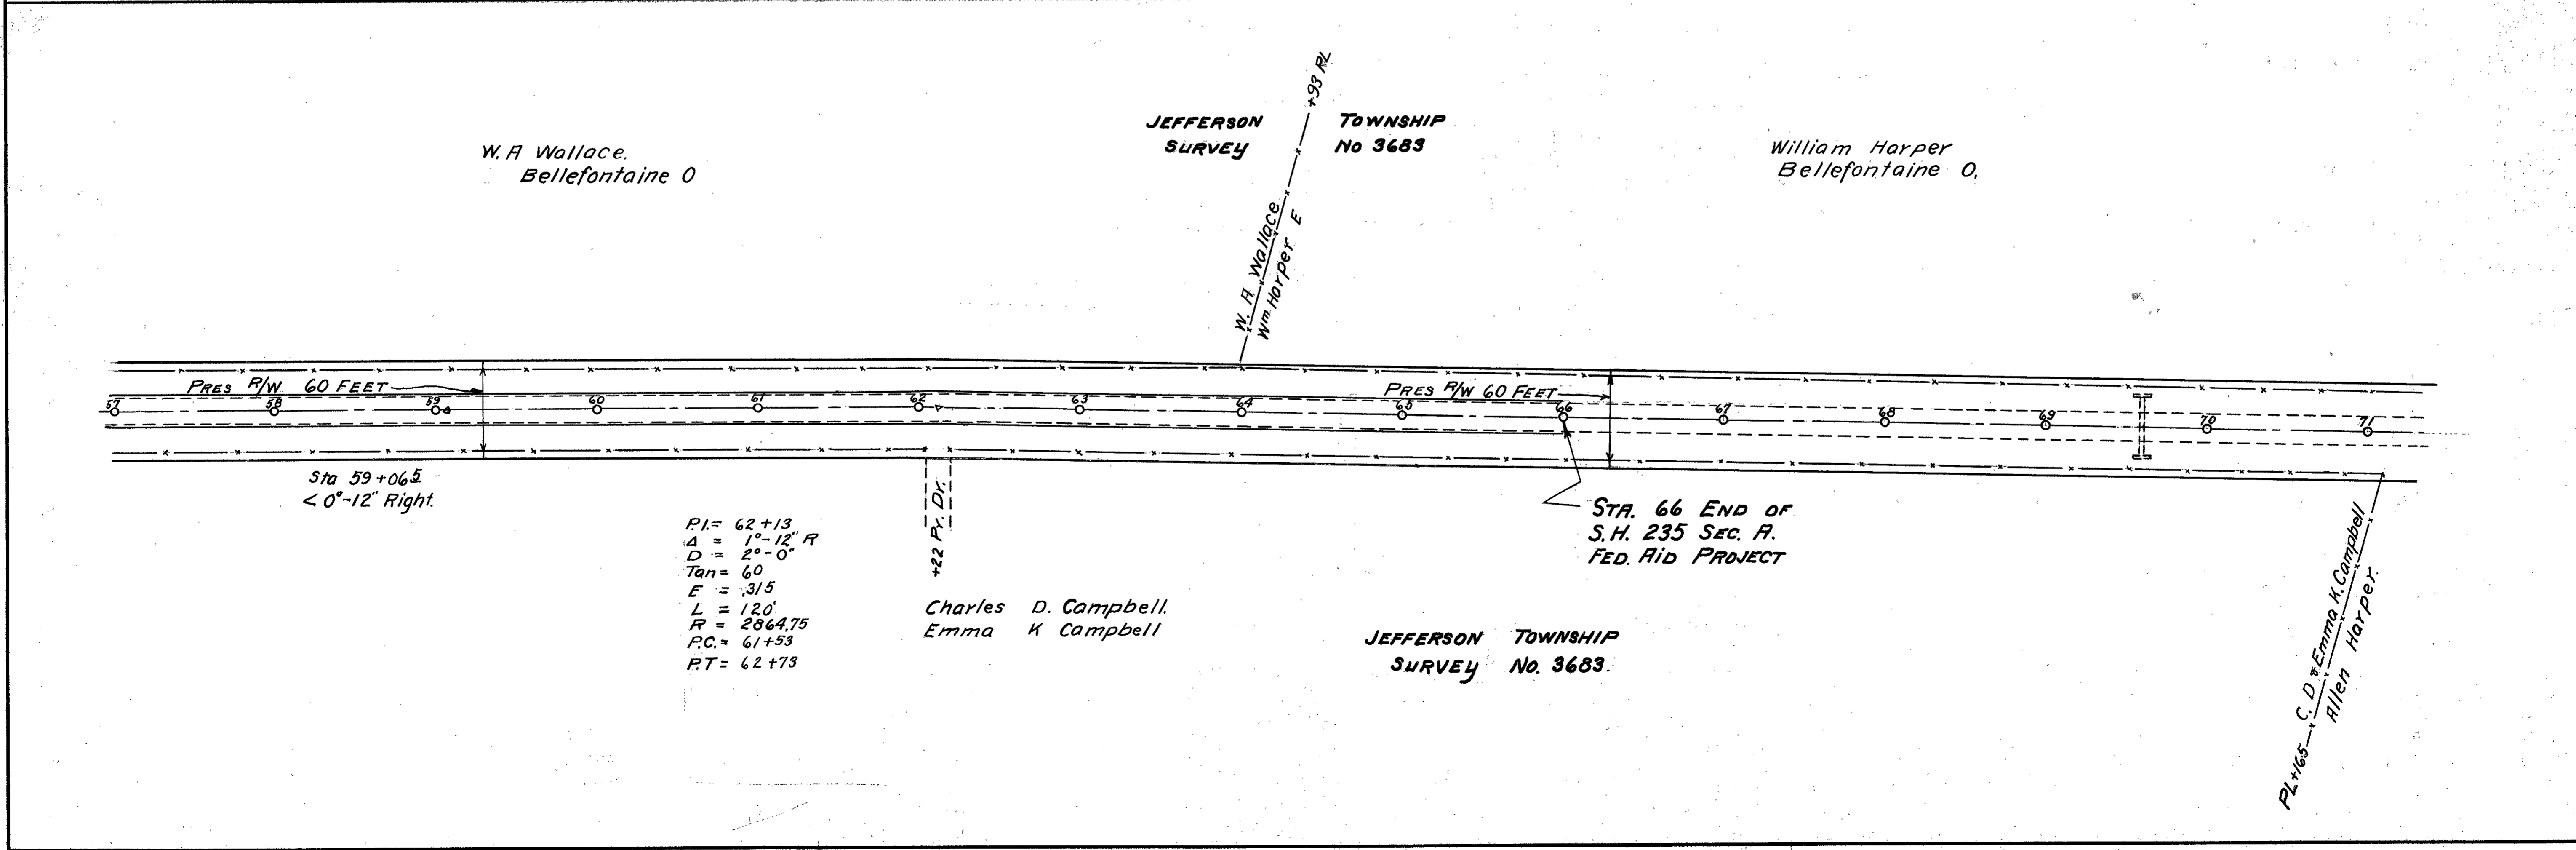 W. A Wallace.
Bellefontaine O
JEFFERSON TOWNSHIP
SURVEY No 3683
+93 PL
W. A Wallace
Wm. Harper E
William Harper
Bellefontaine O.
PRES R/W 60 FEET
PRES R/W 60 FEET
57 58 59 60 61 62 63 64 65 66 67 68 69 70 71
Sta 59+065
< 0°-12" Right.
P.I.= 62+13
Δ = 1°-12" R
D = 2°-0"
Tan= 60
E = .315
L = 120'
R = 2864.75
P.C.= 61+53
P.T= 62+73
+22 Pr. Dr.
Charles D. Campbell.
Emma K Campbell
STA. 66 END OF
S.H. 235 SEC. A.
FED. AID PROJECT
JEFFERSON TOWNSHIP
SURVEY No. 3683.
PL+165
C. D & Emma K. Campbell
Allen Harper.